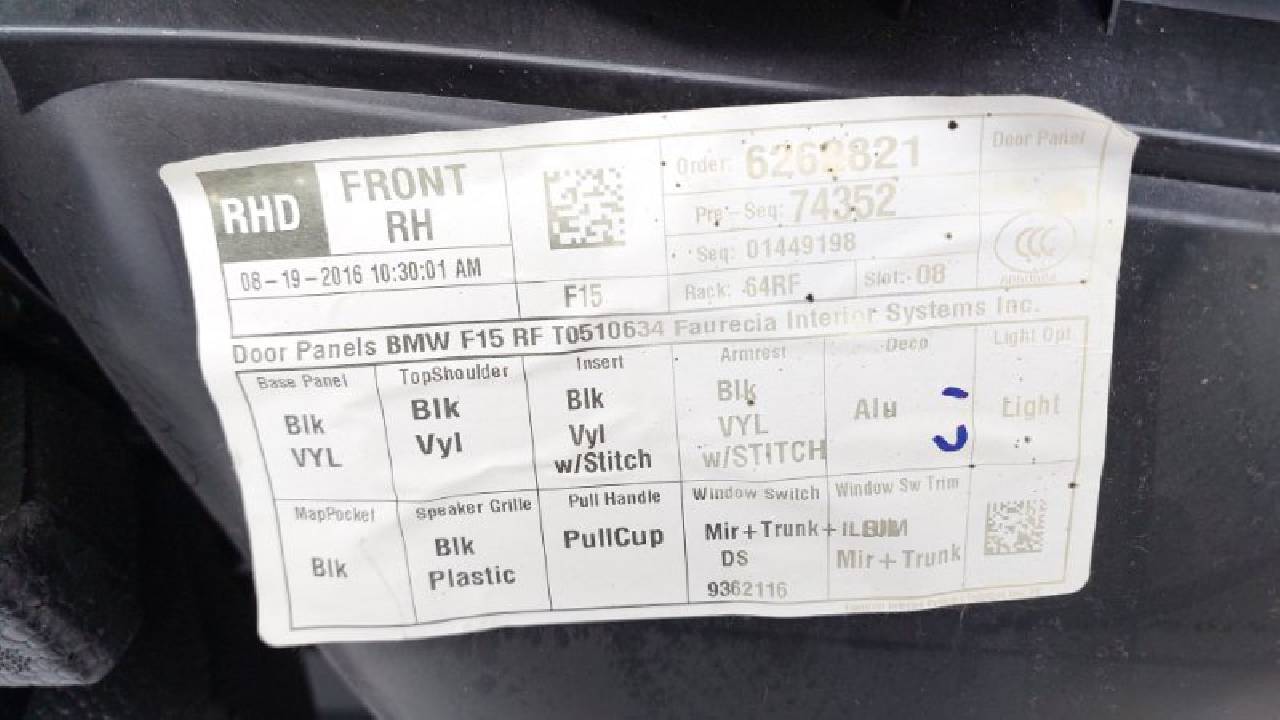 RHD
FRONT
RH
08-19-2016 10:30:01 AM
F15
Order: 6262821
Pre-Seq: 74352
Seq: 01449198
Rack: 64RF
Slot: 08
Door Panel
CCC
Door Panels BMW F15 RF T0510634 Faurecia Interior Systems Inc.
Base Panel
Blk
VYL
TopShoulder
Blk
Vyl
Insert
Blk
Vyl
w/Stitch
Armrest
Blk
VYL
w/STITCH
Deco
Alu
Light Opt
Light
MapPocket
Blk
Speaker Grille
Blk
Plastic
Pull Handle
PullCup
Window Switch
Mir+Trunk+
DS
9362116
Window Sw Trim
Mir+Trunk